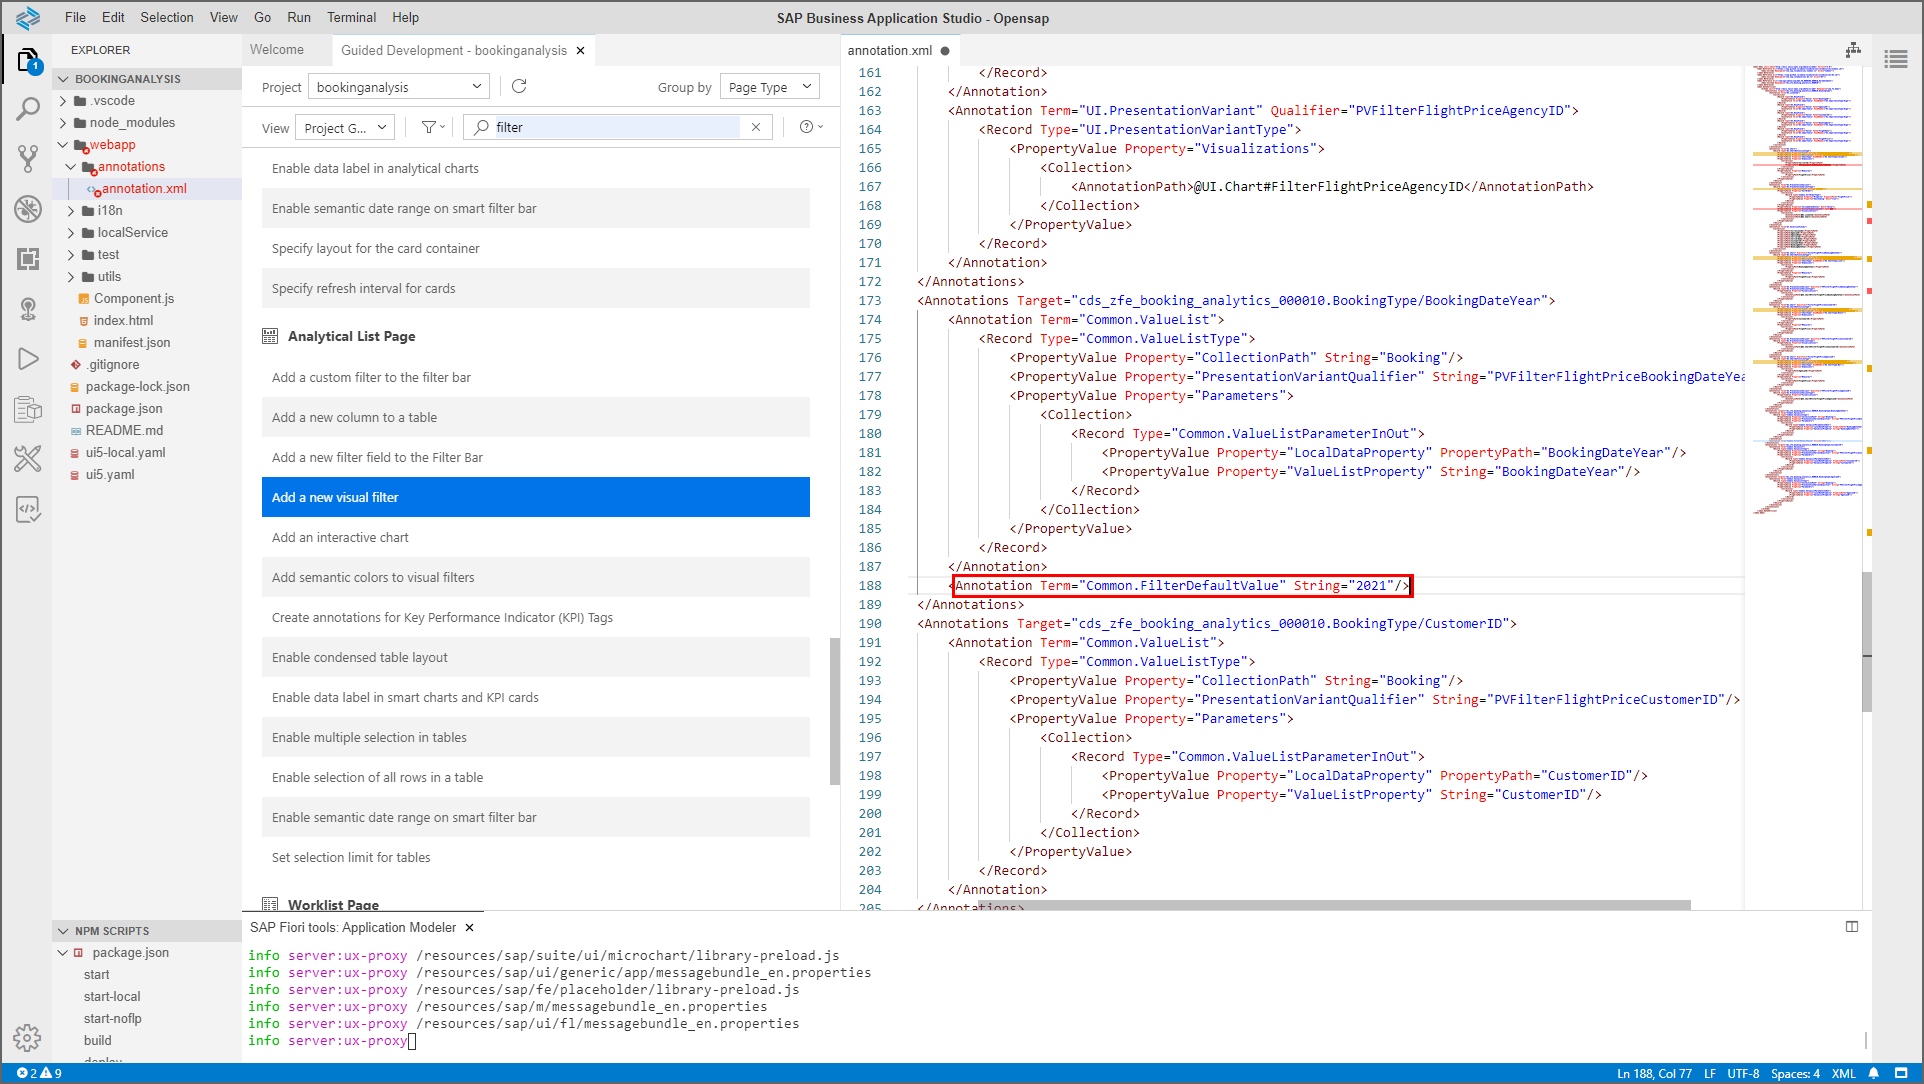 File Edit Selection View Go Run Terminal Help
SAP Business Application Studio - Opensap
1
EXPLORER
BOOKINGANALYSIS
.vscode
node_modules
webapp
annotations
annotation.xml
i18n
localService
test
utils
Component.js
index.html
manifest.json
.gitignore
package-lock.json
package.json
README.md
ui5-local.yaml
ui5.yaml
NPM SCRIPTS
package.json
start
start-local
start-noflp
build
deploy
Welcome
Guided Development - bookinganalysis ×
Project bookinganalysis
Group by Page Type
View Project G...
filter
Enable data label in analytical charts
Enable semantic date range on smart filter bar
Specify layout for the card container
Specify refresh interval for cards
Analytical List Page
Add a custom filter to the filter bar
Add a new column to a table
Add a new filter field to the Filter Bar
Add a new visual filter
Add an interactive chart
Add semantic colors to visual filters
Create annotations for Key Performance Indicator (KPI) Tags
Enable condensed table layout
Enable data label in smart charts and KPI cards
Enable multiple selection in tables
Enable selection of all rows in a table
Enable semantic date range on smart filter bar
Set selection limit for tables
Worklist Page
annotation.xml ●
161 </Record>
162 </Annotation>
163 <Annotation Term="UI.PresentationVariant" Qualifier="PVFilterFlightPriceAgencyID">
164 <Record Type="UI.PresentationVariantType">
165 <PropertyValue Property="Visualizations">
166 <Collection>
167 <AnnotationPath>@UI.Chart#FilterFlightPriceAgencyID</AnnotationPath>
168 </Collection>
169 </PropertyValue>
170 </Record>
171 </Annotation>
172 </Annotations>
173 <Annotations Target="cds_zfe_booking_analytics_000010.BookingType/BookingDateYear">
174 <Annotation Term="Common.ValueList">
175 <Record Type="Common.ValueListType">
176 <PropertyValue Property="CollectionPath" String="Booking"/>
177 <PropertyValue Property="PresentationVariantQualifier" String="PVFilterFlightPriceBookingDateYea
178 <PropertyValue Property="Parameters">
179 <Collection>
180 <Record Type="Common.ValueListParameterInOut">
181 <PropertyValue Property="LocalDataProperty" PropertyPath="BookingDateYear"/>
182 <PropertyValue Property="ValueListProperty" String="BookingDateYear"/>
183 </Record>
184 </Collection>
185 </PropertyValue>
186 </Record>
187 </Annotation>
188 <Annotation Term="Common.FilterDefaultValue" String="2021"/>
189 </Annotations>
190 <Annotations Target="cds_zfe_booking_analytics_000010.BookingType/CustomerID">
191 <Annotation Term="Common.ValueList">
192 <Record Type="Common.ValueListType">
193 <PropertyValue Property="CollectionPath" String="Booking"/>
194 <PropertyValue Property="PresentationVariantQualifier" String="PVFilterFlightPriceCustomerID"/>
195 <PropertyValue Property="Parameters">
196 <Collection>
197 <Record Type="Common.ValueListParameterInOut">
198 <PropertyValue Property="LocalDataProperty" PropertyPath="CustomerID"/>
199 <PropertyValue Property="ValueListProperty" String="CustomerID"/>
200 </Record>
201 </Collection>
202 </PropertyValue>
203 </Record>
204 </Annotation>
205 </Annotations>
SAP Fiori tools: Application Modeler ×
info server:ux-proxy /resources/sap/suite/ui/microchart/library-preload.js
info server:ux-proxy /resources/sap/ui/generic/app/messagebundle_en.properties
info server:ux-proxy /resources/sap/fe/placeholder/library-preload.js
info server:ux-proxy /resources/sap/m/messagebundle_en.properties
info server:ux-proxy /resources/sap/ui/fl/messagebundle_en.properties
info server:ux-proxy
2 9
Ln 188, Col 77 LF UTF-8 Spaces: 4 XML